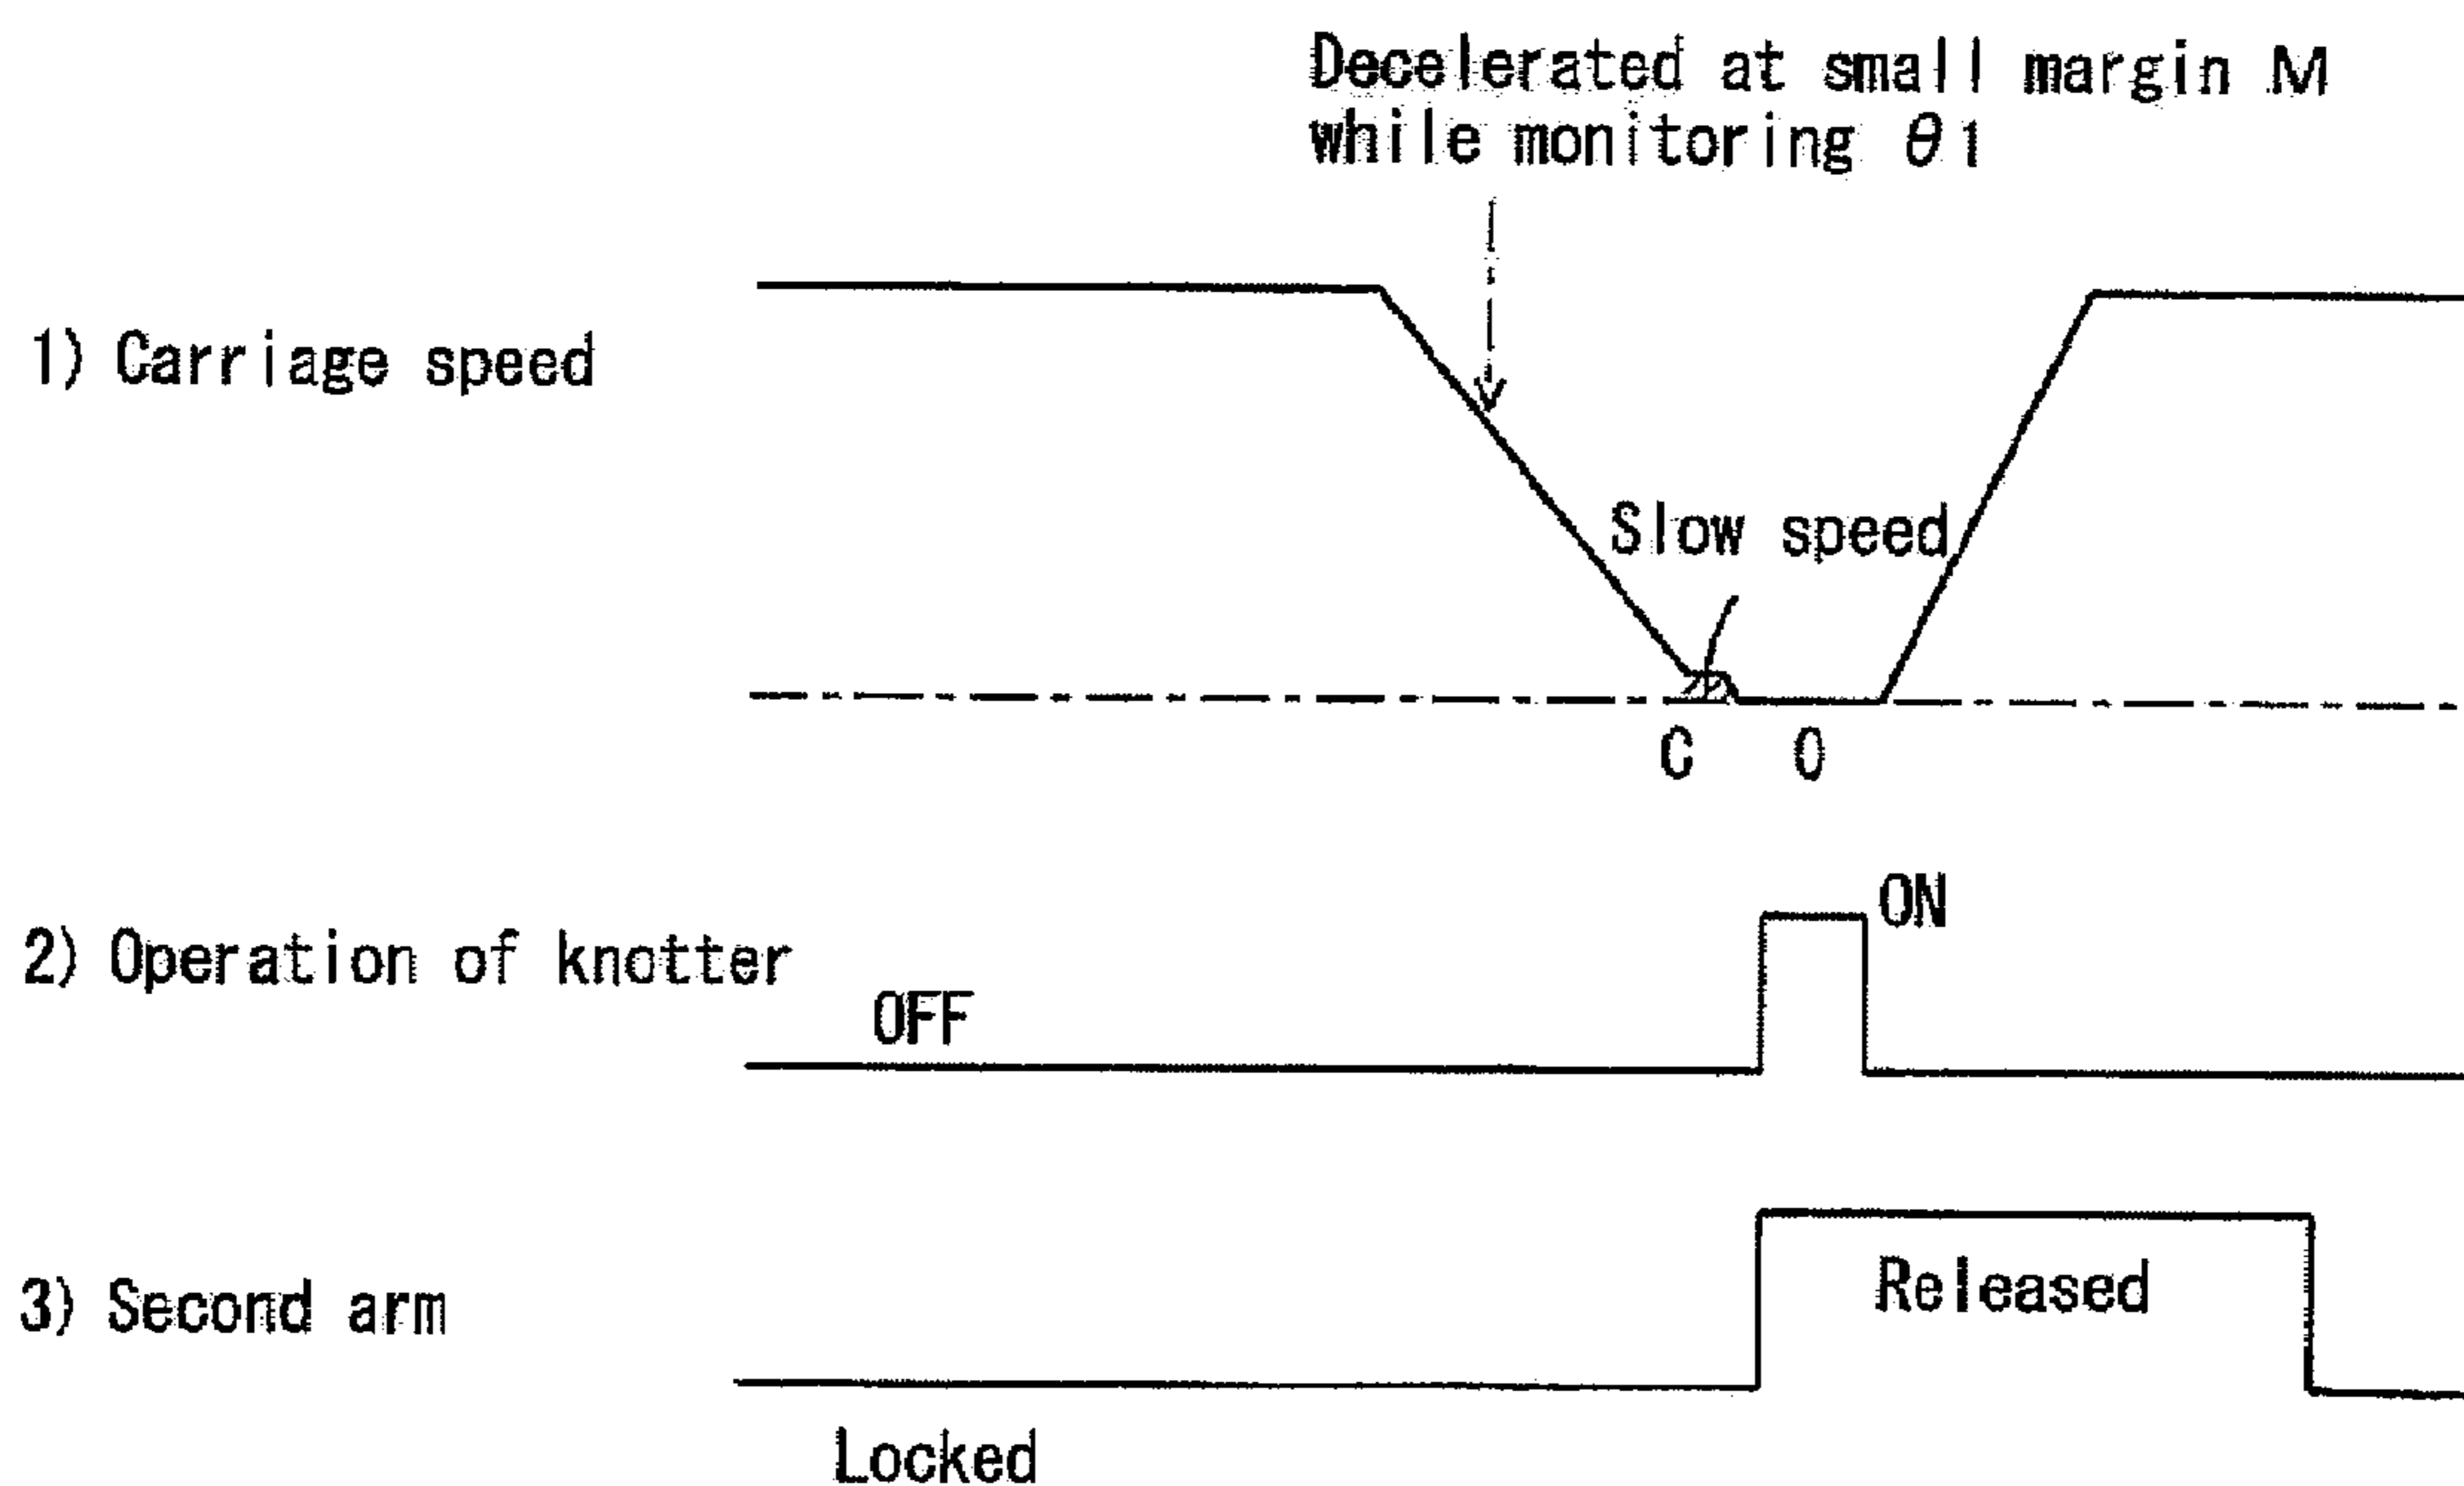 Decelerated at small margin M
while monitoring θ1
1) Carriage speed
Slow speed
C 0
ON
2) Operation of knotter
OFF
3) Second arm
Released
Locked